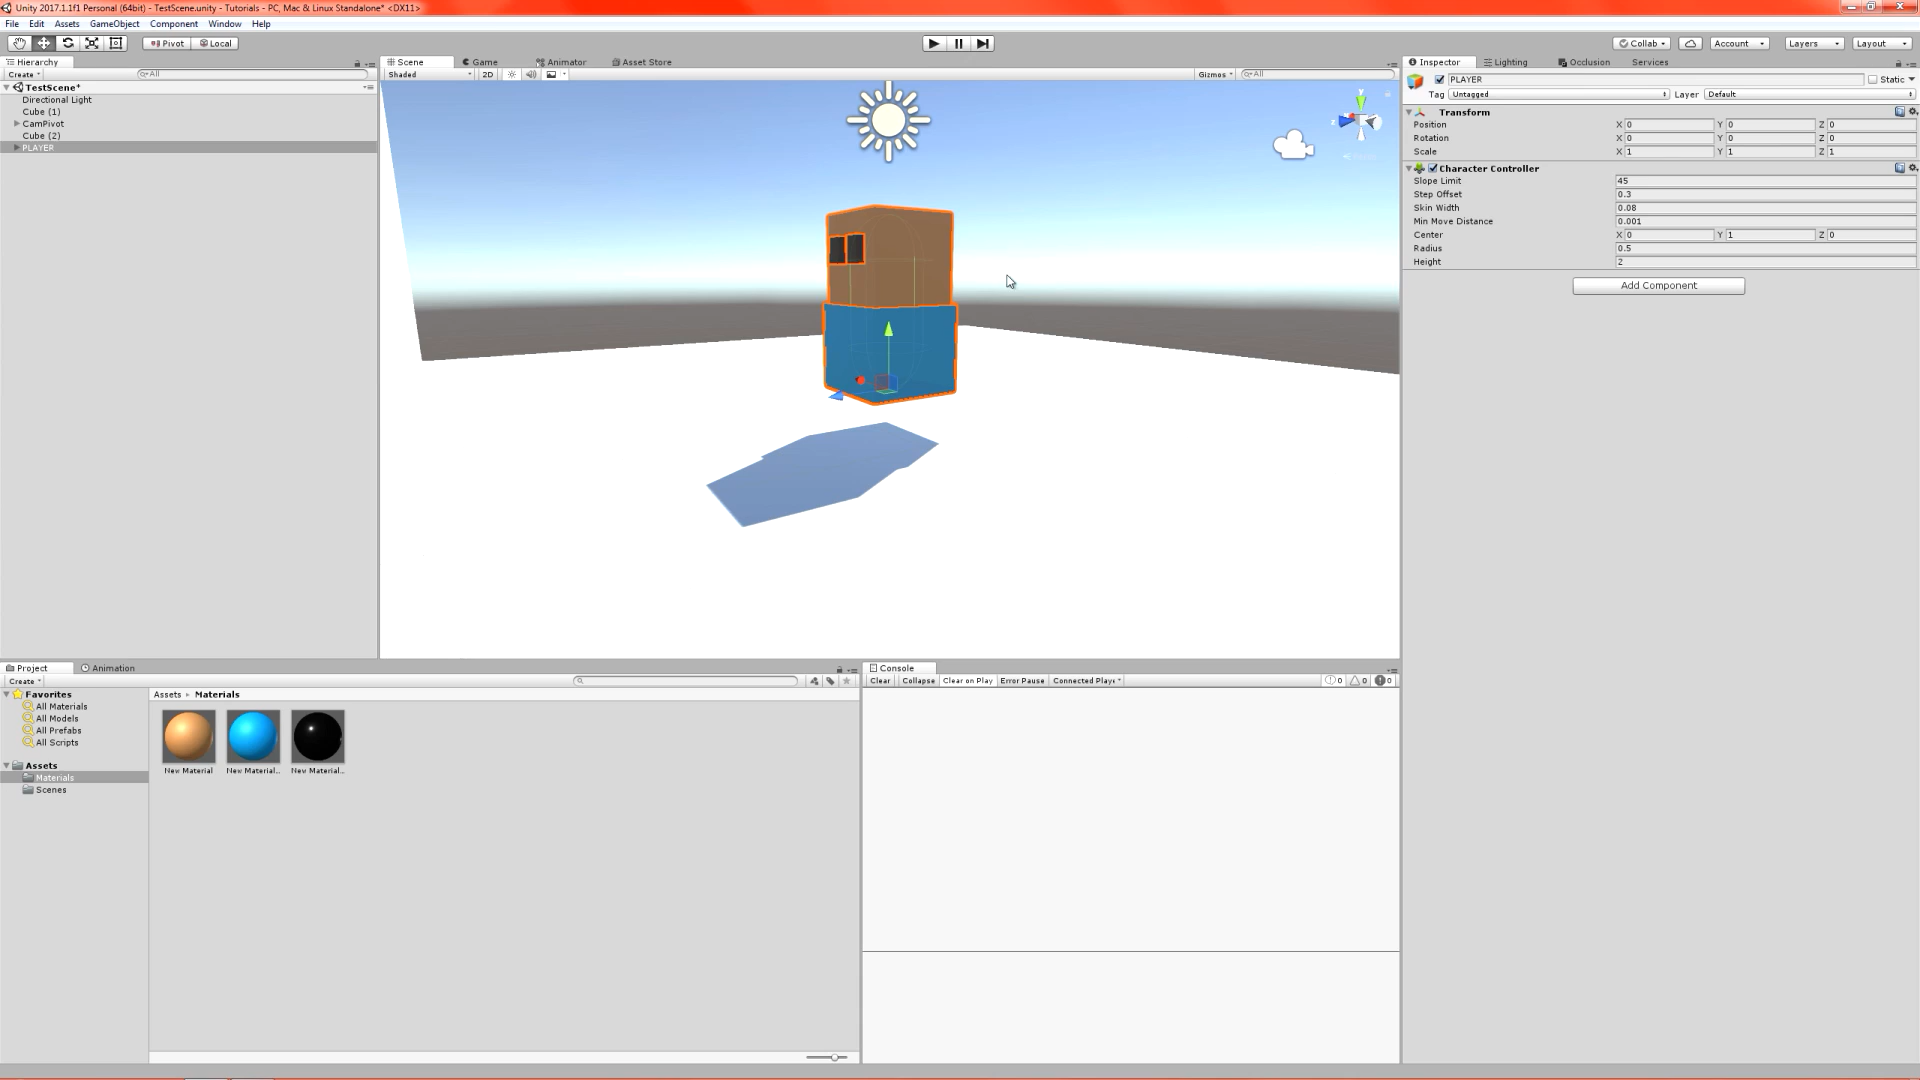 Unity 2017.1.1f1 Personal (64bit) - TestScene.unity - Tutorials - PC, Mac & Linux Standalone* <DX11>
File Edit Assets GameObject Component Window Help
Pivot Local Collab Account Layers Layout
Hierarchy
Create All
TestScene*
Directional Light
Cube (1)
CamPivot
Cube (2)
PLAYER
Scene Game Animator Asset Store
Shaded 2D Gizmos All
y
Inspector Lighting Occlusion Services
PLAYER Static
Tag Untagged Layer Default
Transform
Position X 0 Y 0 Z 0
Rotation X 0 Y 0 Z 0
Scale X 1 Y 1 Z 1
Character Controller
Slope Limit 45
Step Offset 0.3
Skin Width 0.08
Min Move Distance 0.001
Center X 0 Y 1 Z 0
Radius 0.5
Height 2
Add Component
Project Animation
Create
Favorites
All Materials
All Models
All Prefabs
All Scripts
Assets
Materials
Scenes
Assets Materials
New Material New Material... New Material...
Console
Clear Collapse Clear on Play Error Pause Connected Playe 0 0 0